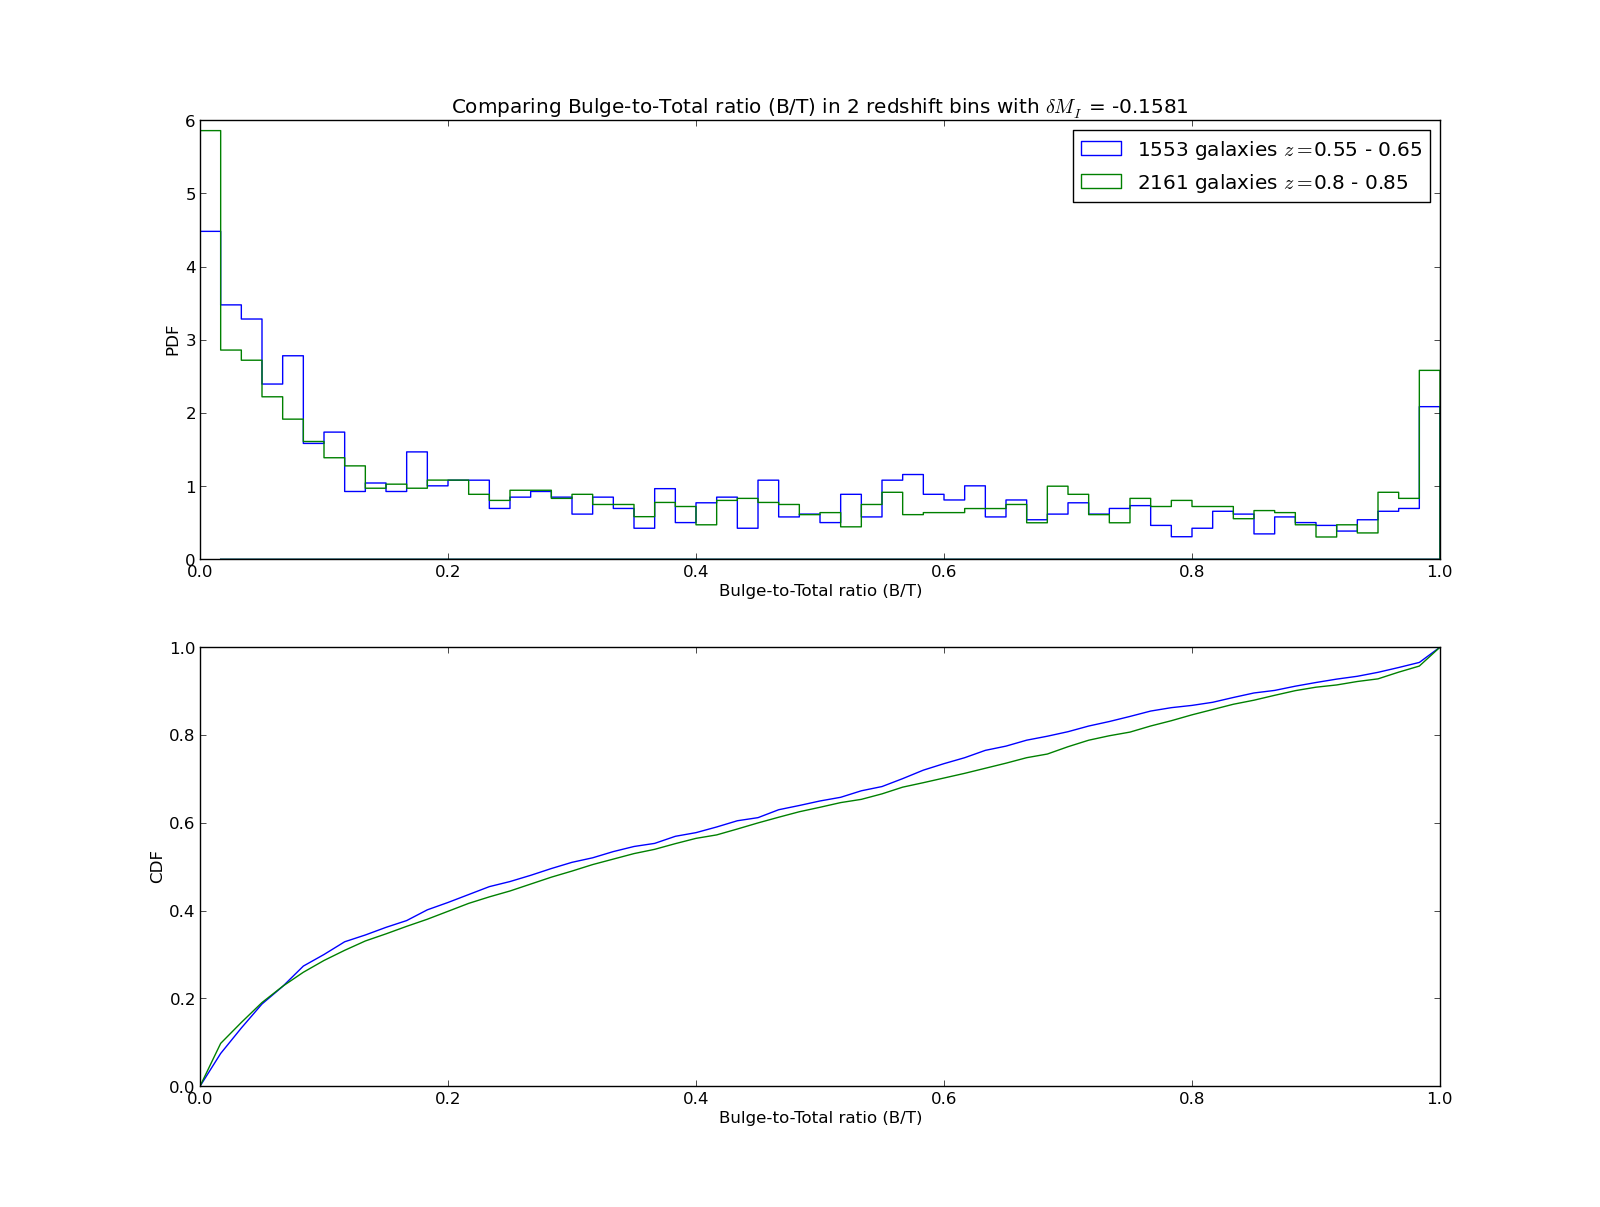 Comparing Bulge-to-Total ratio (B/T) in 2 redshift bins with δM_I = -0.1581
6
5
4
3
2
1
0
PDF
1553 galaxies z=0.55 - 0.65
2161 galaxies z=0.8 - 0.85
0.0 0.2 0.4 0.6 0.8 1.0
Bulge-to-Total ratio (B/T)
1.0
0.8
0.6
0.4
0.2
0.0
CDF
0.0 0.2 0.4 0.6 0.8 1.0
Bulge-to-Total ratio (B/T)